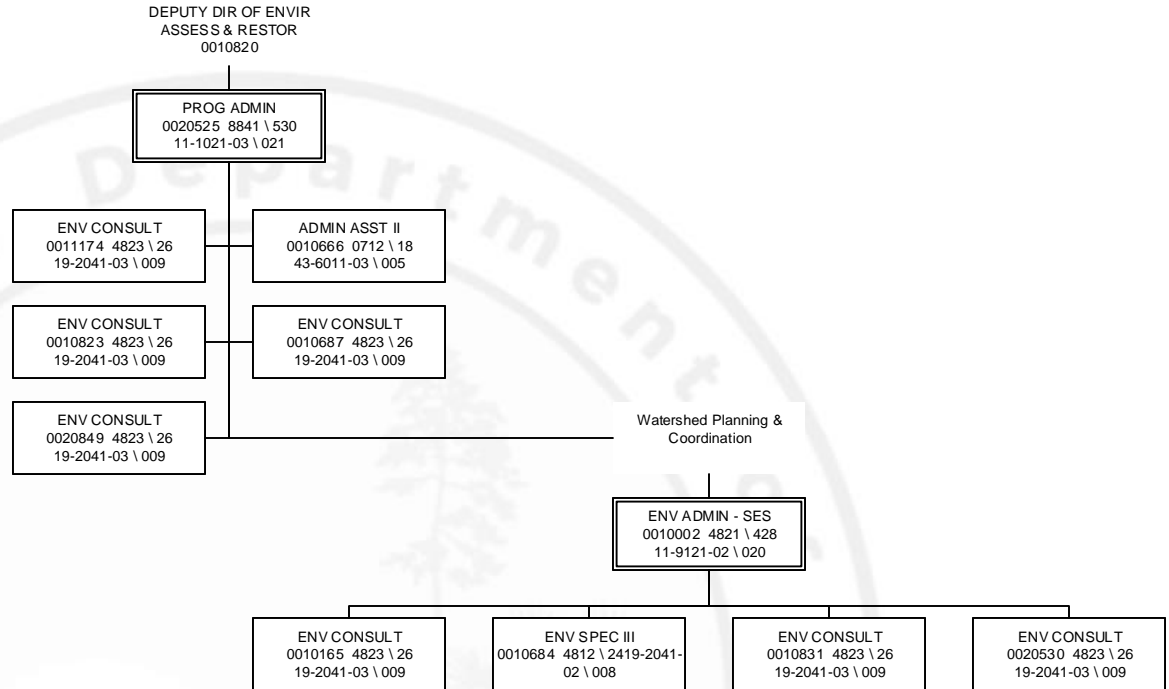 DEPUTY DIR OF ENVIR
ASSESS & RESTOR
0010820
PROG ADMIN
0020525 8841 \ 530
11-1021-03 \ 021
ENV CONSULT
0011174 4823 \ 26
19-2041-03 \ 009
ADMIN ASST II
0010666 0712 \ 18
43-6011-03 \ 005
ENV CONSULT
0010823 4823 \ 26
19-2041-03 \ 009
ENV CONSULT
0010687 4823 \ 26
19-2041-03 \ 009
ENV CONSULT
0020849 4823 \ 26
19-2041-03 \ 009
Watershed Planning &
Coordination
ENV ADMIN - SES
0010002 4821 \ 428
11-9121-02 \ 020
ENV CONSULT
0010165 4823 \ 26
19-2041-03 \ 009
ENV SPEC III
0010684 4812 \ 2419-2041-
02 \ 008
ENV CONSULT
0010831 4823 \ 26
19-2041-03 \ 009
ENV CONSULT
0020530 4823 \ 26
19-2041-03 \ 009
Department